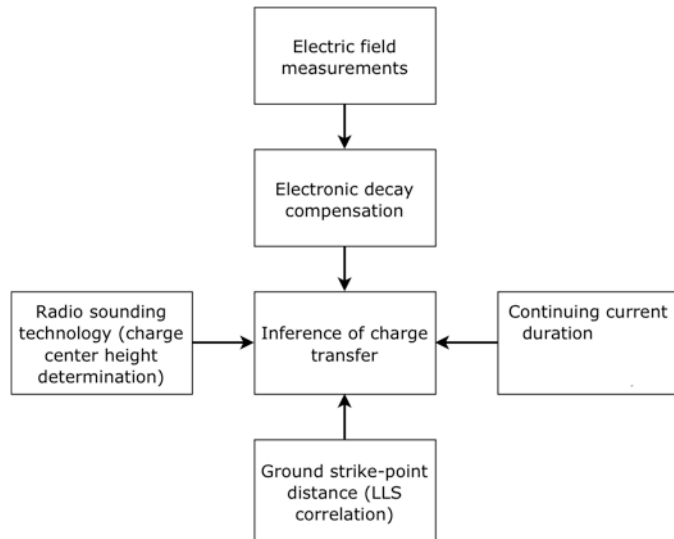 Electric field
measurements
Electronic decay
compensation
Radio sounding
technology (charge
center height
determination)
Inference of charge
transfer
Continuing current
duration
Ground strike-point
distance (LLS
correlation)